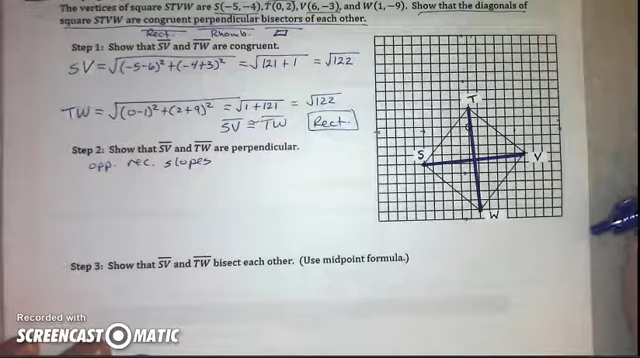 The vertices of square STVW are S(−5,−4), T(0,2), V(6,−3), and W(1,−9). Show that the diagonals of
square STVW are congruent perpendicular bisectors of each other.
Rect. Rhomb. ▱
Step 1: Show that SV and TW are congruent.
SV = √(-5-6)² + (-4+3)² = √121 + 1 = √122
TW = √(0-1)² + (2+9)² = √1 + 121 = √122
SV ≅ TW Rect.
Step 2: Show that SV and TW are perpendicular.
opp. rec. slopes
T
S
V
W
Step 3: Show that SV and TW bisect each other. (Use midpoint formula.)
Recorded with
SCREENCAST O MATIC